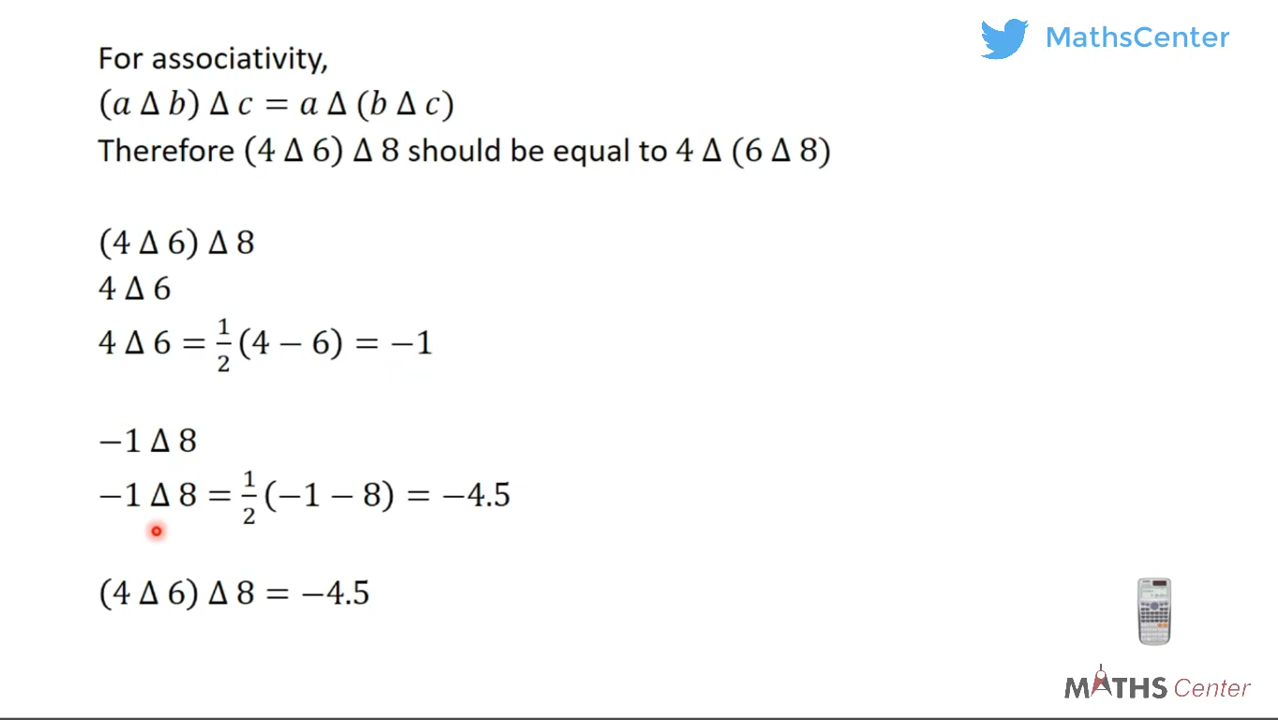 MathsCenter
For associativity,
(𝑎 Δ 𝑏) Δ 𝑐 = 𝑎 Δ (𝑏 Δ 𝑐)
Therefore (4 Δ 6) Δ 8 should be equal to 4 Δ (6 Δ 8)
(4 Δ 6) Δ 8
4 Δ 6
4 Δ 6 = 1/2 (4 − 6) = −1
−1 Δ 8
−1 Δ 8 = 1/2 (−1 − 8) = −4.5
(4 Δ 6) Δ 8 = −4.5
MATHS Center